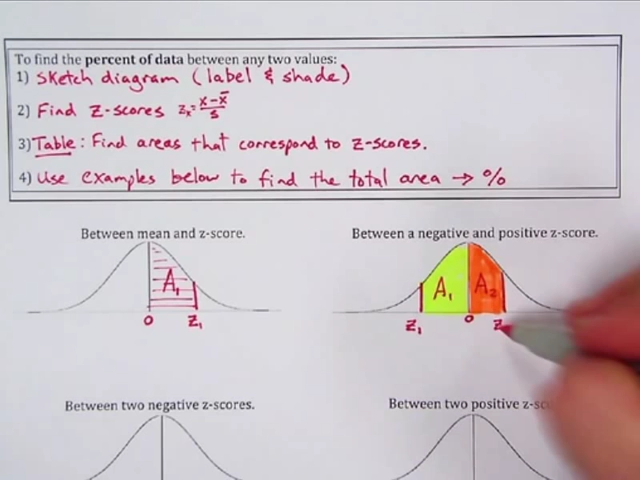 To find the percent of data between any two values:
1) Sketch diagram (label & shade)
2) Find Z-scores Zx = x-x̄/s
3) Table: Find areas that correspond to Z-scores.
4) Use examples below to find the total area → %
Between mean and z-score.
Between a negative and positive z-score.
A₁
A₁ A₂
0 Z₁
Z₁ 0 Z
Between two negative z-scores.
Between two positive z-sc